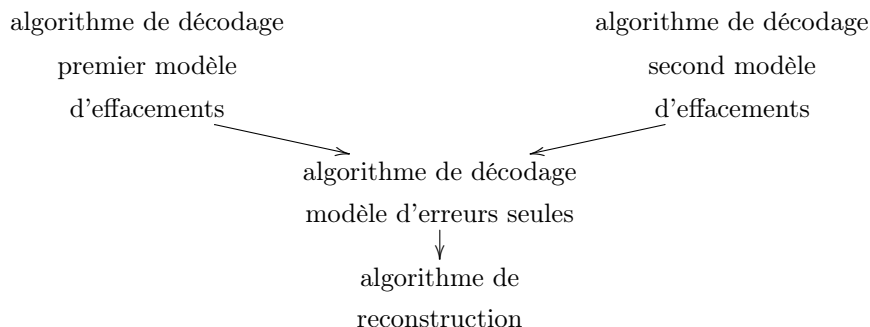 algorithme de décodage
premier modèle
d'effacements
algorithme de décodage
second modèle
d'effacements
algorithme de décodage
modèle d'erreurs seules
algorithme de
reconstruction